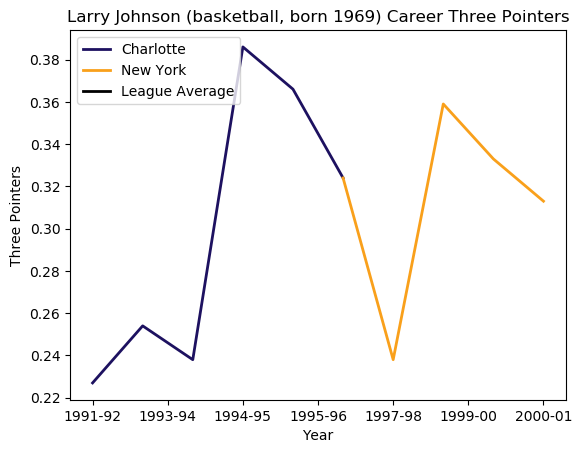 Larry Johnson (basketball, born 1969) Career Three Pointers
Charlotte
New York
League Average
Three Pointers
0.38
0.36
0.34
0.32
0.30
0.28
0.26
0.24
0.22
1991-92 1993-94 1994-95 1995-96 1997-98 1999-00 2000-01
Year